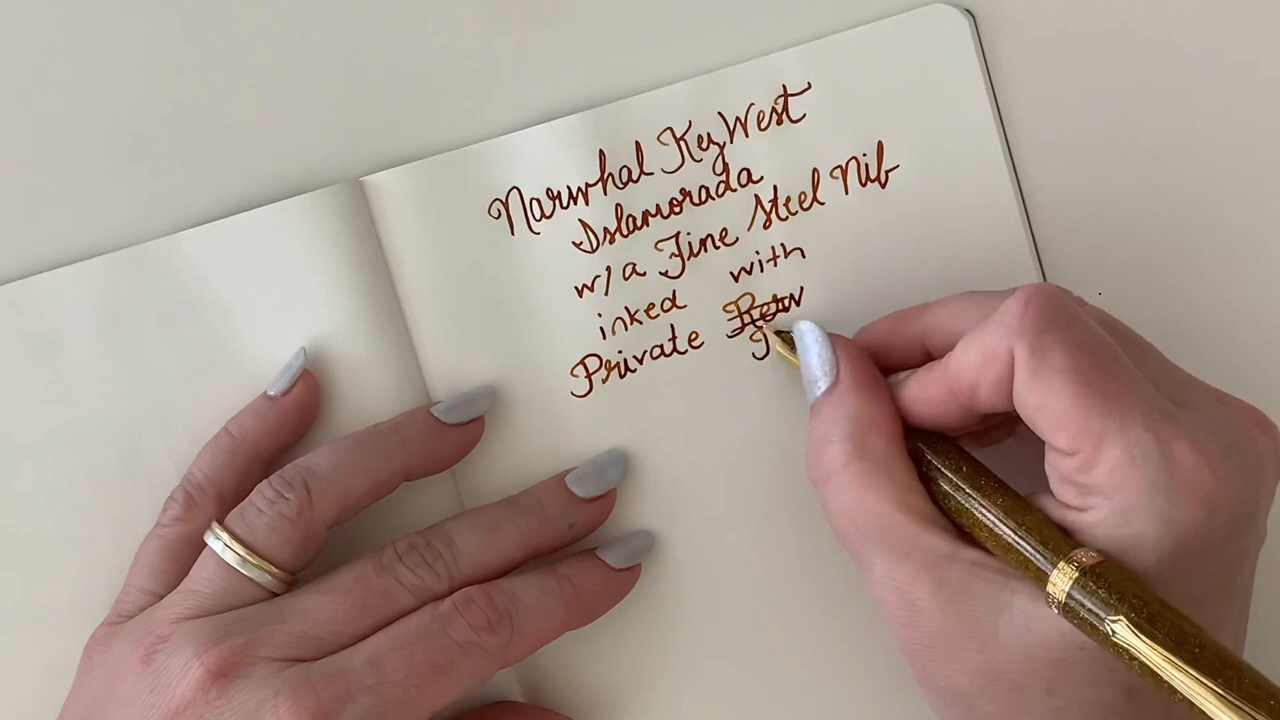 Narwhal Key West
Islamorada
w/a Fine Steel Nib
inked with
Private